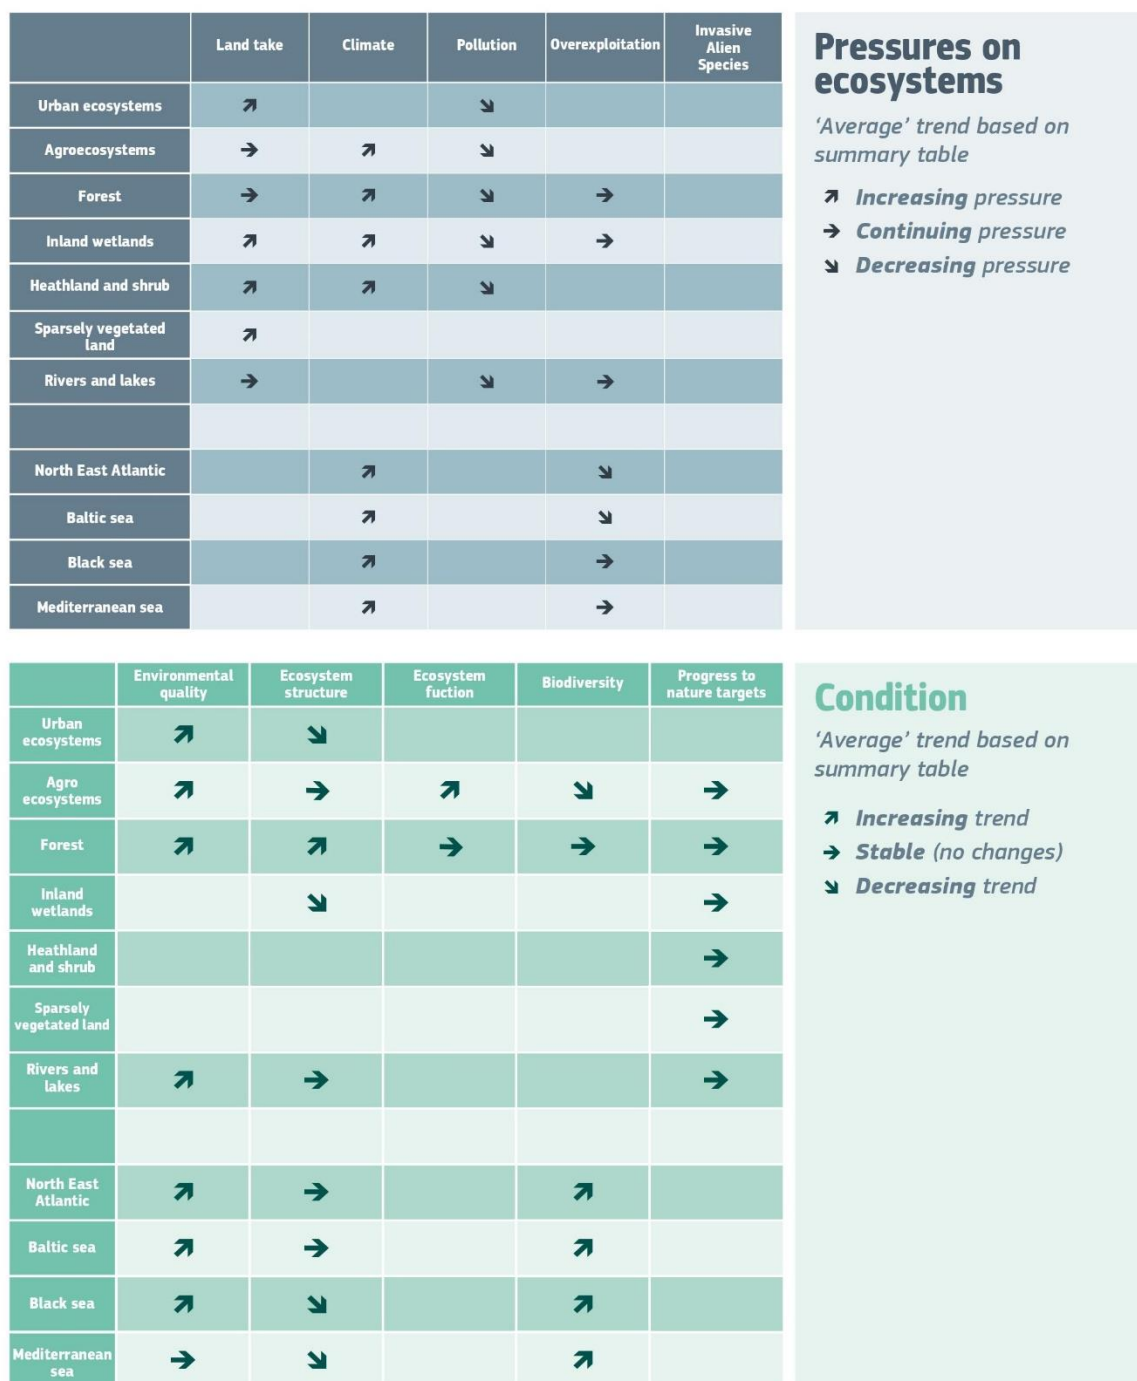 Land take Climate Pollution Overexploitation Invasive
Alien
Species
Urban ecosystems ↗ ↘
Agroecosystems → ↗ ↘
Forest → ↗ ↘ →
Inland wetlands ↗ ↗ ↘ →
Heathland and shrub ↗ ↗ ↘
Sparsely vegetated
land ↗
Rivers and lakes → ↘ →
North East Atlantic ↗ ↘
Baltic sea ↗ ↘
Black sea ↗ →
Mediterranean sea ↗ →
Pressures on
ecosystems
‘Average’ trend based on
summary table
↗ Increasing pressure
→ Continuing pressure
↘ Decreasing pressure
Environmental
quality
Ecosystem
structure
Ecosystem
fuction
Biodiversity
Progress to
nature targets
Urban
ecosystems ↗ ↘
Agro
ecosystems ↗ → ↗ ↘ →
Forest ↗ ↗ → → →
Inland
wetlands ↘ →
Heathland
and shrub →
Sparsely
vegetated land →
Rivers and
lakes ↗ → →
North East
Atlantic ↗ → ↗
Baltic sea ↗ → ↗
Black sea ↗ ↘ ↗
Mediterranean
sea → ↘ ↗
Condition
‘Average’ trend based on
summary table
↗ Increasing trend
→ Stable (no changes)
↘ Decreasing trend